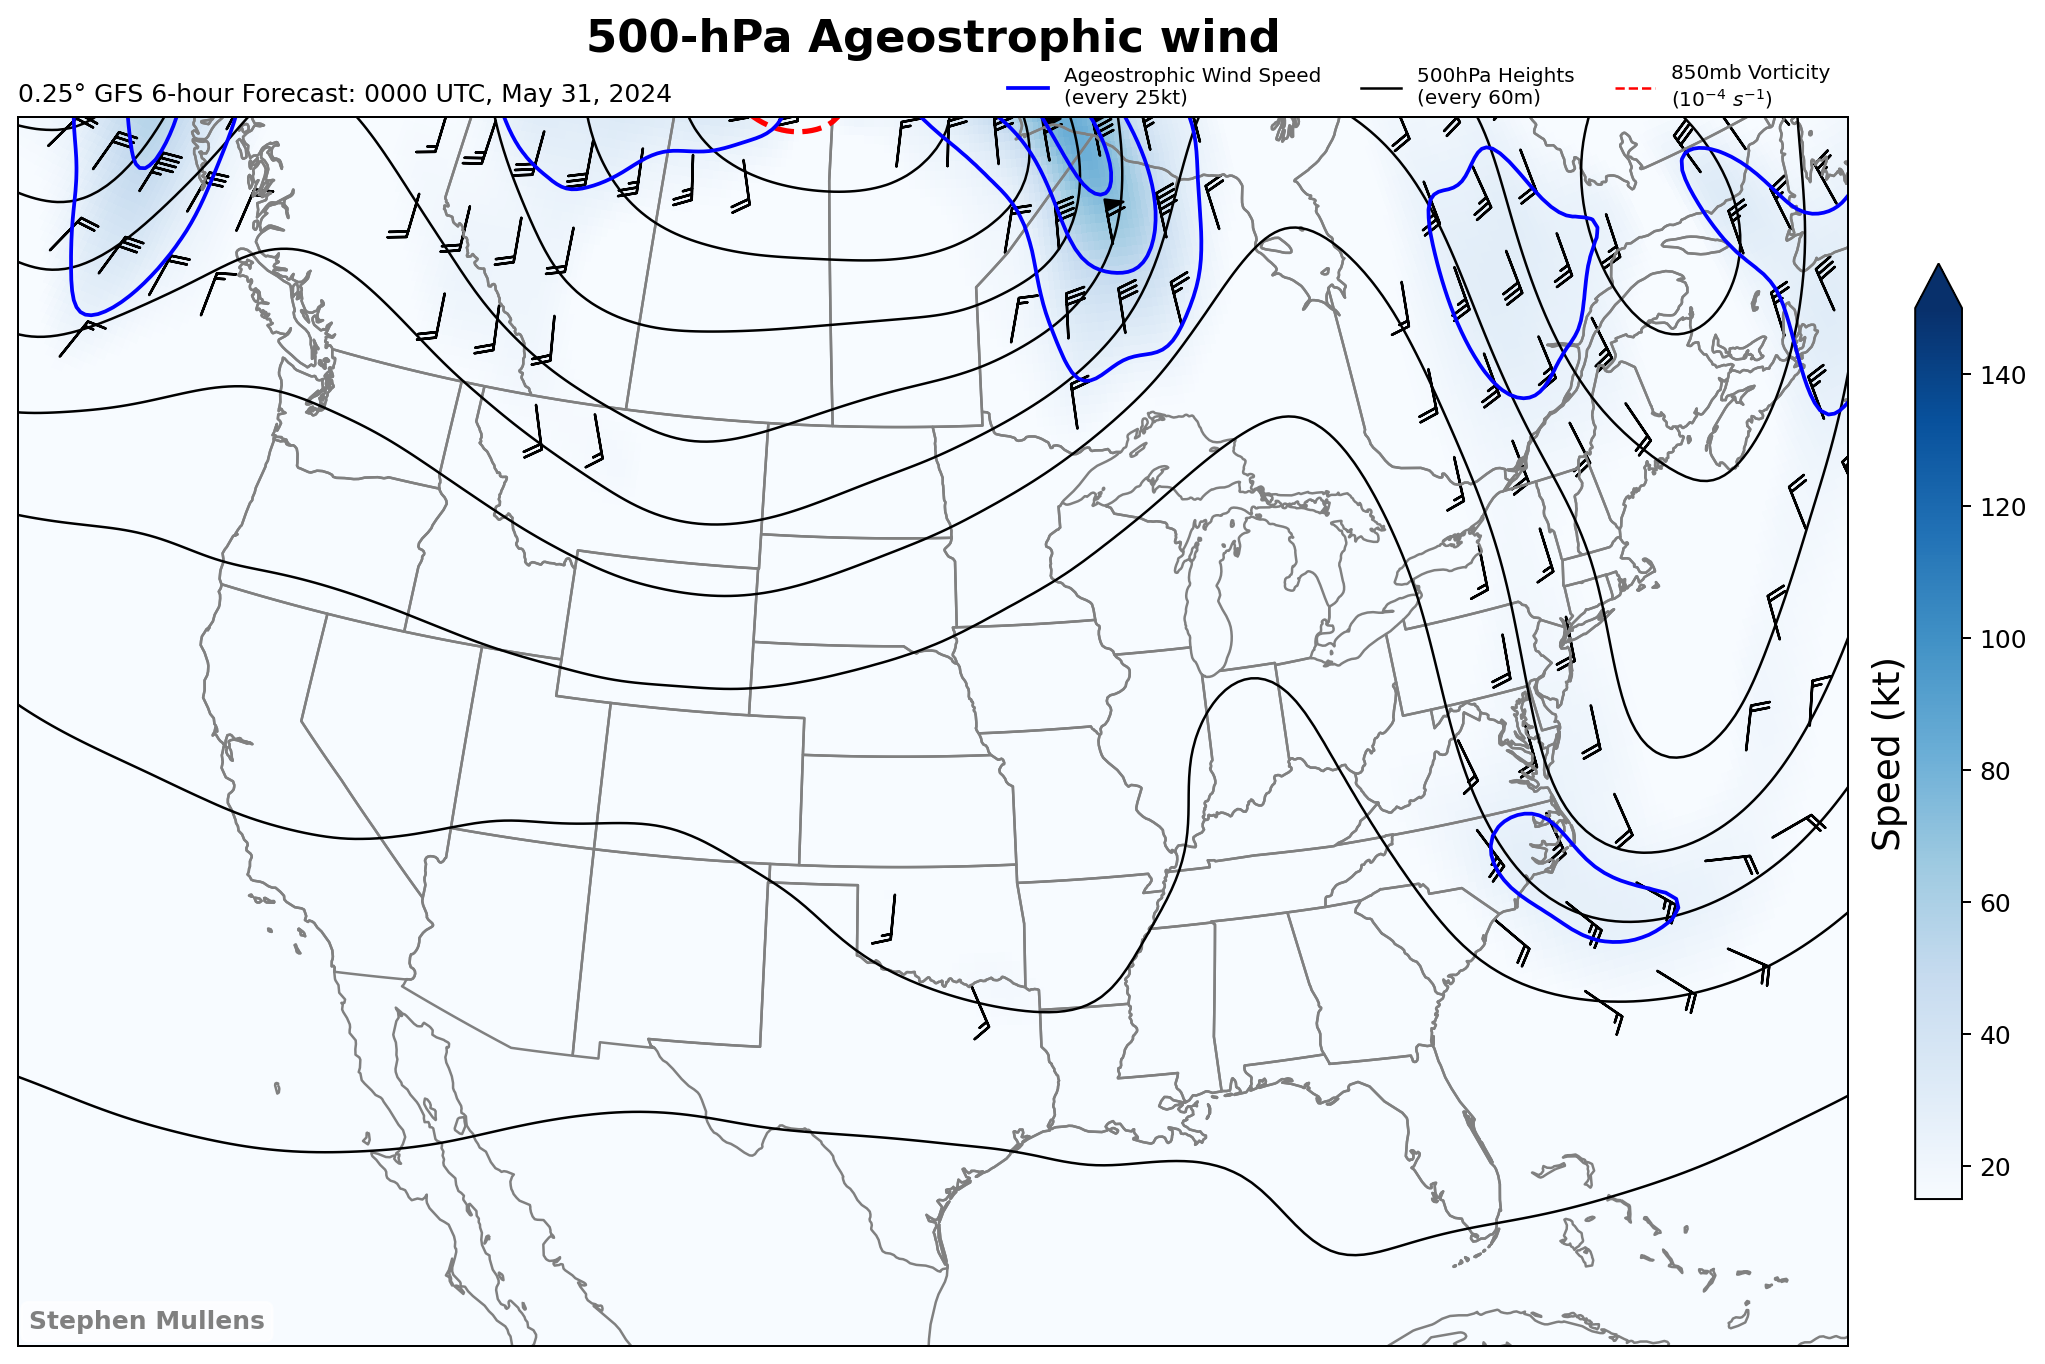 500-hPa Ageostrophic wind
0.25° GFS 6-hour Forecast: 0000 UTC, May 31, 2024
Ageostrophic Wind Speed
(every 25kt)
500hPa Heights
(every 60m)
850mb Vorticity
(10⁻⁴ s⁻¹)
140
120
100
80
60
40
20
Speed (kt)
Stephen Mullens